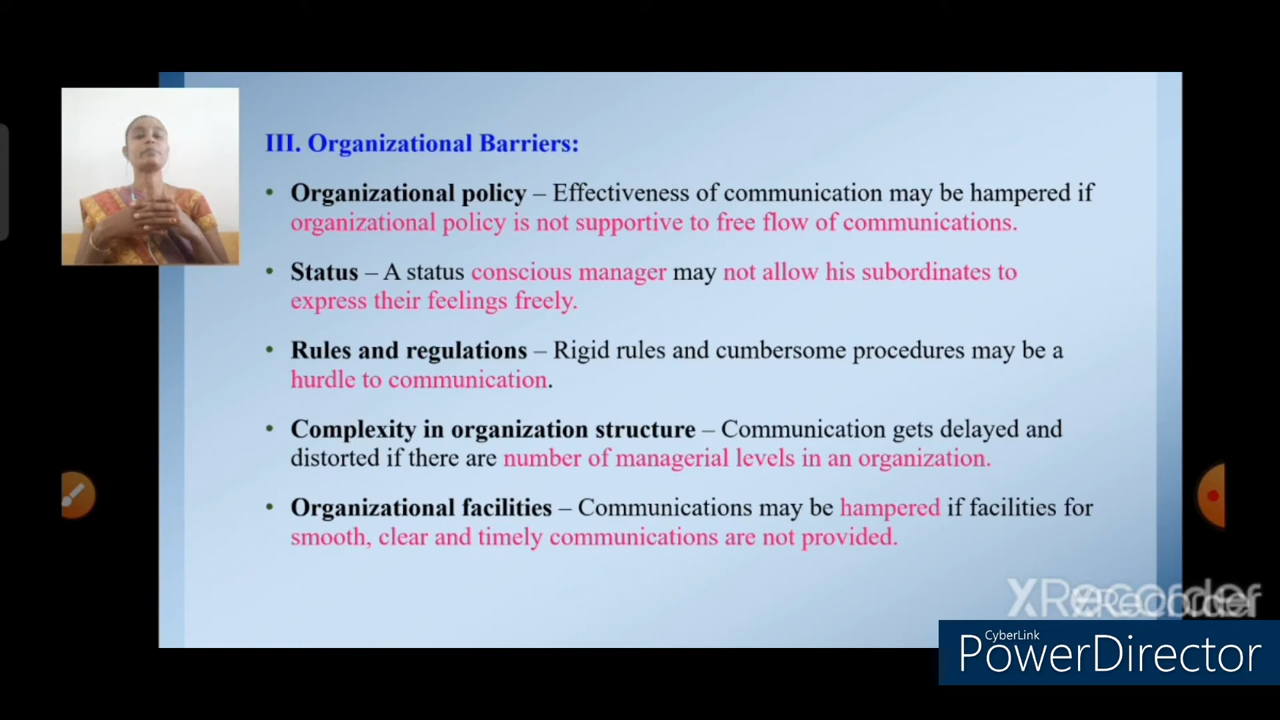 III. Organizational Barriers:
• Organizational policy – Effectiveness of communication may be hampered if
organizational policy is not supportive to free flow of communications.
• Status – A status conscious manager may not allow his subordinates to
express their feelings freely.
• Rules and regulations – Rigid rules and cumbersome procedures may be a
hurdle to communication.
• Complexity in organization structure – Communication gets delayed and
distorted if there are number of managerial levels in an organization.
• Organizational facilities – Communications may be hampered if facilities for
smooth, clear and timely communications are not provided.
XRecorder
XRecorder
CyberLink
PowerDirector